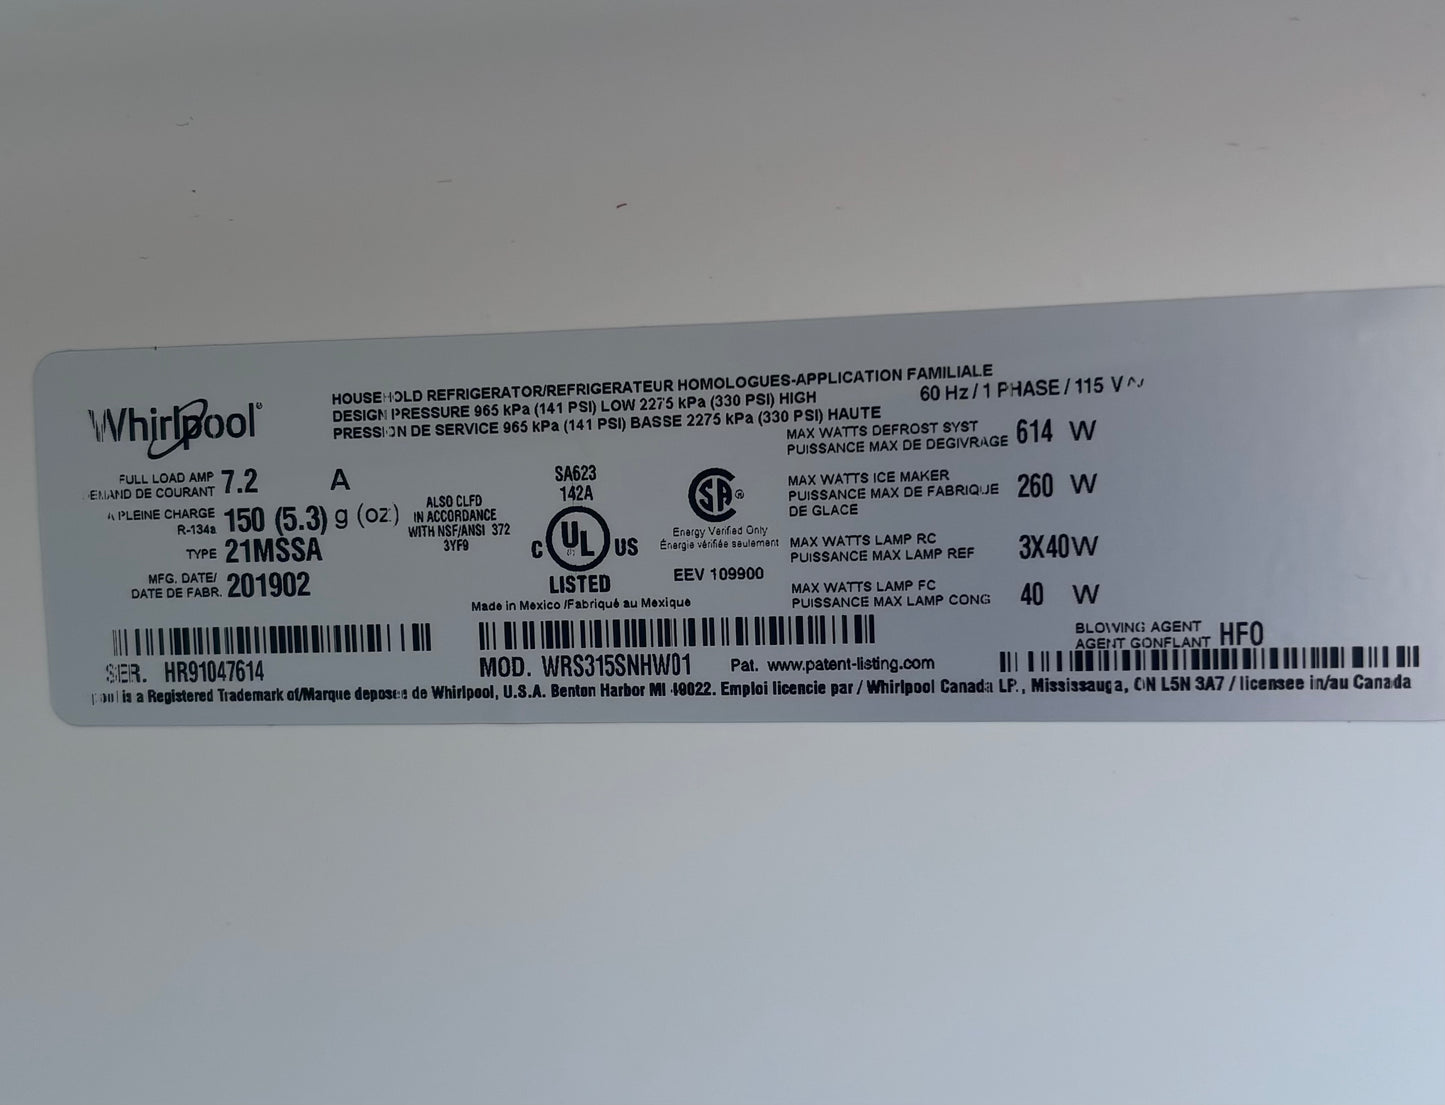 Whirlpool®
HOUSEHOLD REFRIGERATOR/REFRIGERATEUR HOMOLOGUES-APPLICATION FAMILIALE
DESIGN PRESSURE 965 kPa (141 PSI) LOW 2275 kPa (330 PSI) HIGH
60 Hz / 1 PHASE / 115 V ~
PRESSION DE SERVICE 965 kPa (141 PSI) BASSE 2275 kPa (330 PSI) HAUTE
FULL LOAD AMP 7.2 A
DEMAND DE COURANT
A PLEINE CHARGE
R-134a 150 (5.3) g (oz.)
TYPE 21MSSA
MFG. DATE/
DATE DE FABR. 201902
ALSO CLFD
IN ACCORDANCE
WITH NSF/ANSI 372
3YF9
SA623
142A
C UL US
LISTED
Made in Mexico /Fabriqué au Mexique
SA®
Energy Verified Only
Énergie vérifiée seulement
EEV 109900
MAX WATTS DEFROST SYST
PUISSANCE MAX DE DEGIVRAGE 614 W
MAX WATTS ICE MAKER
PUISSANCE MAX DE FABRIQUE 260 W
DE GLACE
MAX WATTS LAMP RC
PUISSANCE MAX LAMP REF 3X40W
MAX WATTS LAMP FC
PUISSANCE MAX LAMP CONG 40 W
BLOWING AGENT
AGENT GONFLANT HFO
SER. HR91047614
MOD. WRS315SNHW01
Pat. www.patent-listing.com
is a Registered Trademark of/Marque deposee de Whirlpool, U.S.A. Benton Harbor MI 49022. Emploi licencie par / Whirlpool Canada LP., Mississauga, ON L5N 3A7 / licensee in/au Canada